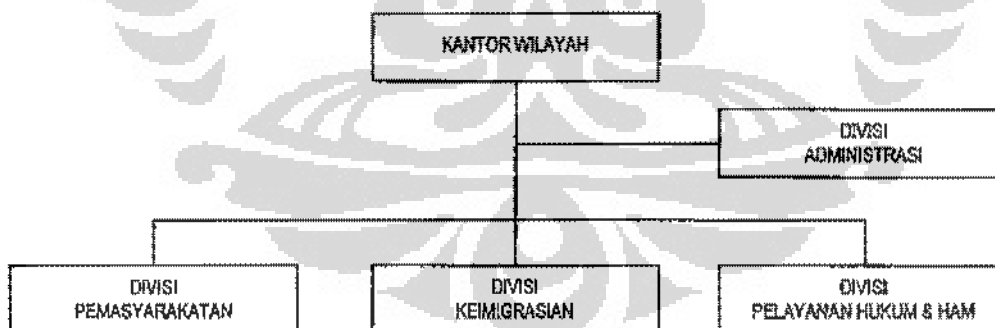 KANTOR WILAYAH
DIVISI
ADMINISTRASI
DIVISI
PEMASYARAKATAN
DIVISI
KEIMIGRASIAN
DIVISI
PELAYANAN HUKUM & HAM